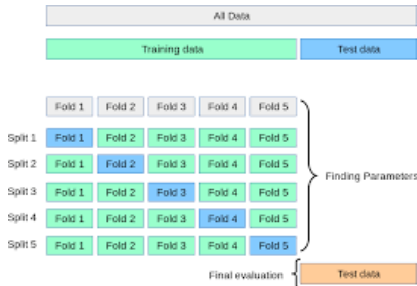 All Data
Training data Test data
Fold 1 Fold 2 Fold 3 Fold 4 Fold 5
Split 1 Fold 1 Fold 2 Fold 3 Fold 4 Fold 5
Split 2 Fold 1 Fold 2 Fold 3 Fold 4 Fold 5
Split 3 Fold 1 Fold 2 Fold 3 Fold 4 Fold 5
Finding Parameters
Split 4 Fold 1 Fold 2 Fold 3 Fold 4 Fold 5
Split 5 Fold 1 Fold 2 Fold 3 Fold 4 Fold 5
Final evaluation Test data